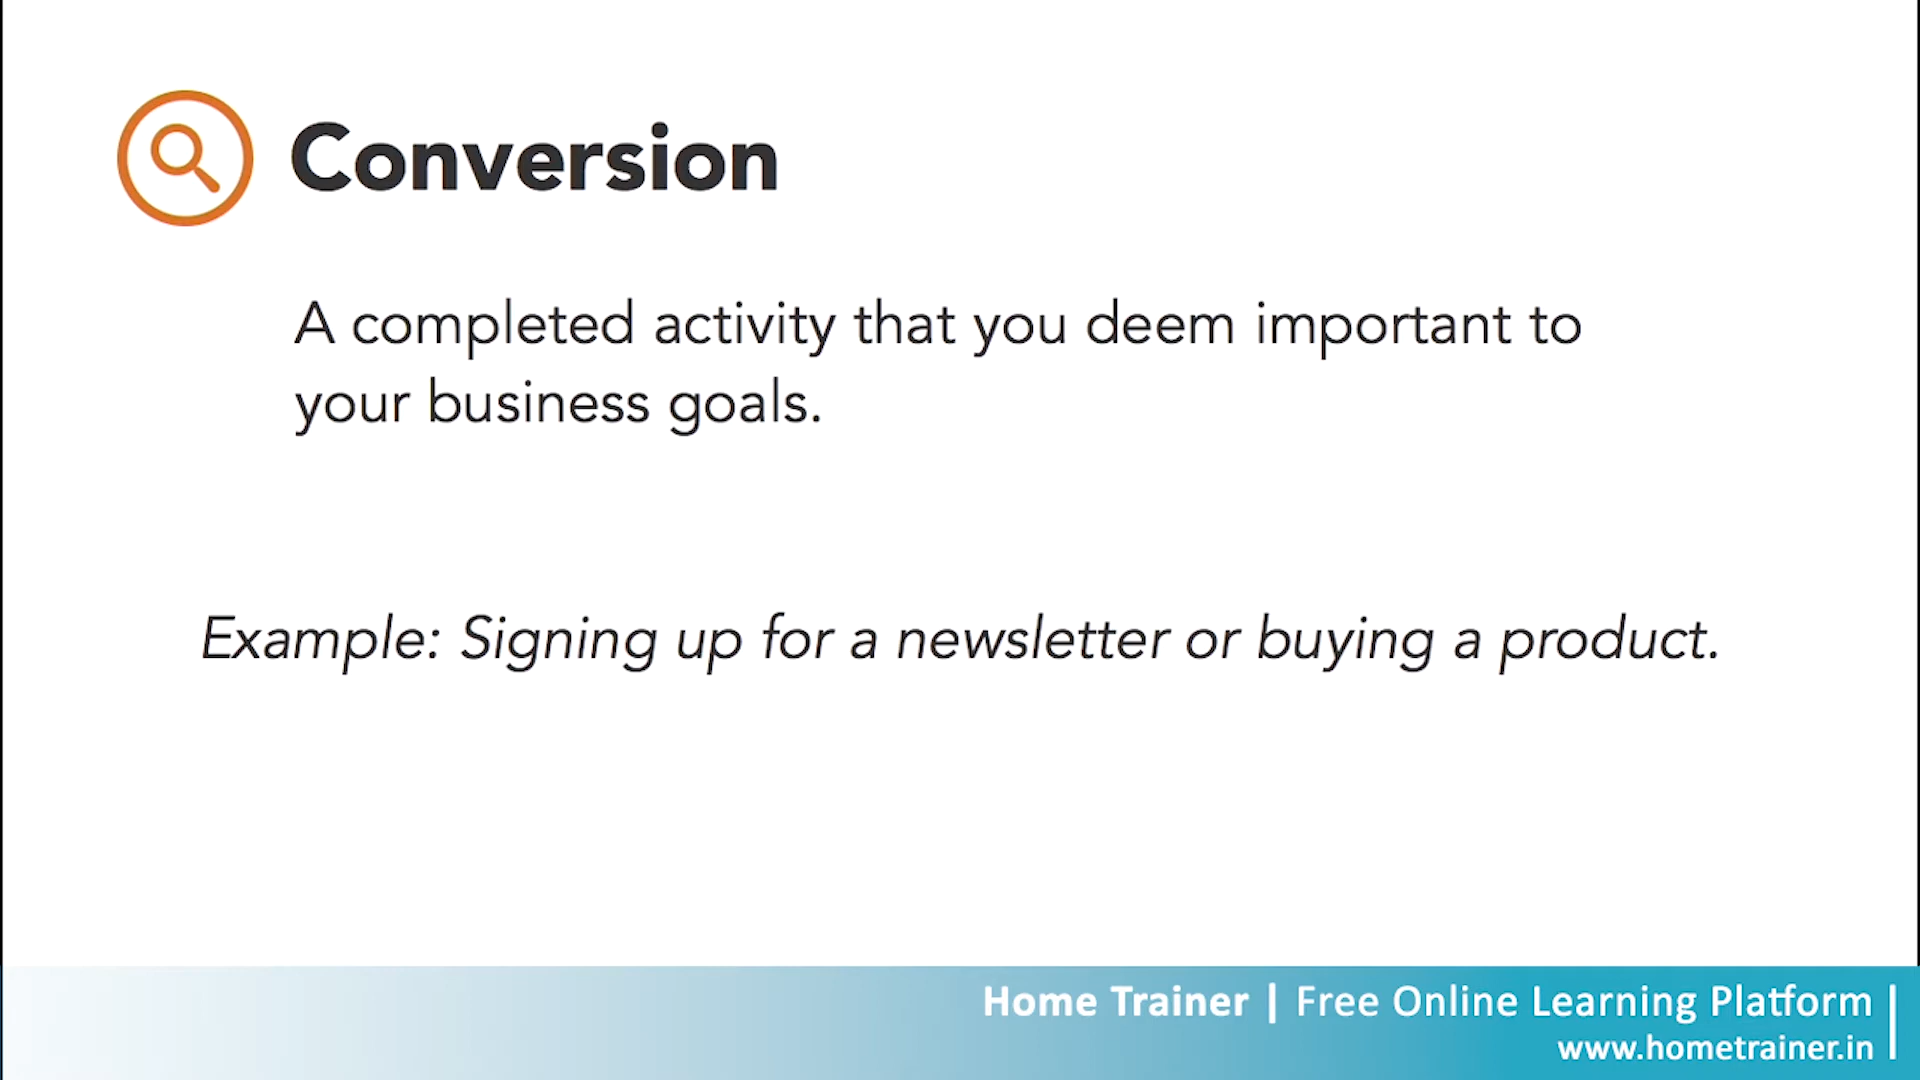 Conversion
A completed activity that you deem important to
your business goals.
Example: Signing up for a newsletter or buying a product.
Home Trainer | Free Online Learning Platform
www.hometrainer.in